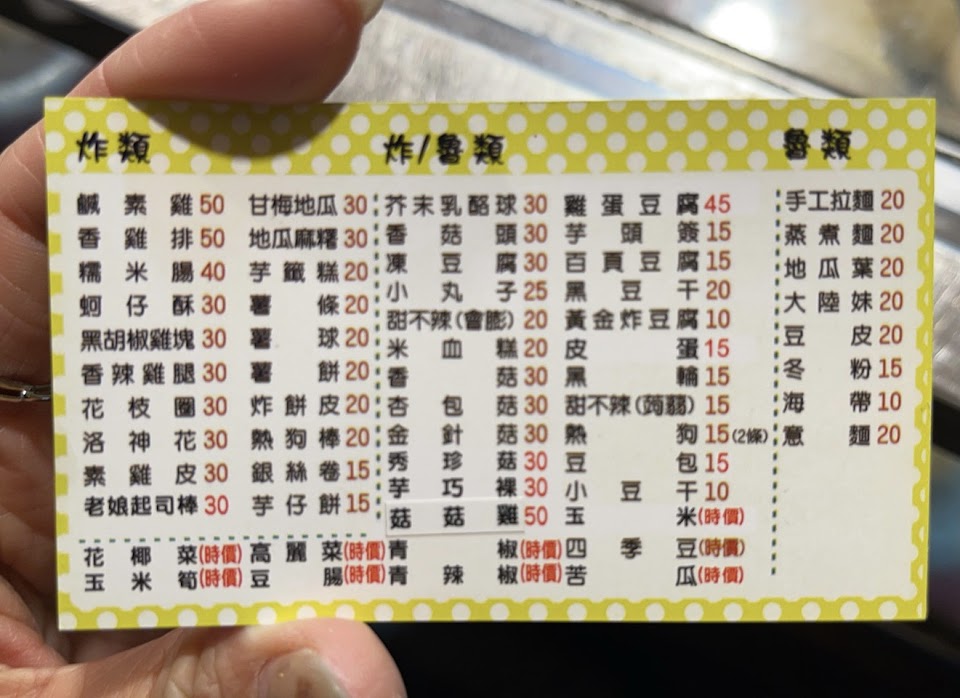 炸類
鹹素雞50
香雞排50
糯米腸40
蚵仔酥30
黑胡椒雞塊30
香辣雞腿30
花枝圈30
洛神花30
素雞皮30
老娘起司棒30
甘梅地瓜30
地瓜麻糬30
芋籤糕20
薯條20
薯球20
薯餅20
炸餅皮20
熱狗棒20
銀絲卷15
芋仔餅15
花椰菜(時價)
玉米筍(時價)
高麗菜(時價)
豆腸(時價)
炸/魯類
芥末乳酪球30
香菇頭30
凍豆腐30
小丸子25
甜不辣(會膨)20
米血糕20
香菇30
杏包菇30
金針菇30
秀珍菇30
芋巧粿30
菇菇雞50
青椒(時價)
青辣椒(時價)
雞蛋豆腐45
芋頭簽15
百頁豆腐15
黑豆干20
黃金炸豆腐10
皮蛋15
黑輪15
甜不辣(蒟蒻)15
熱狗15(2條)
豆包15
小豆干10
玉米(時價)
四季豆(時價)
苦瓜(時價)
魯類
手工拉麵20
蒸煮麵20
地瓜葉20
大陸妹20
豆皮20
冬粉15
海帶10
意麵20